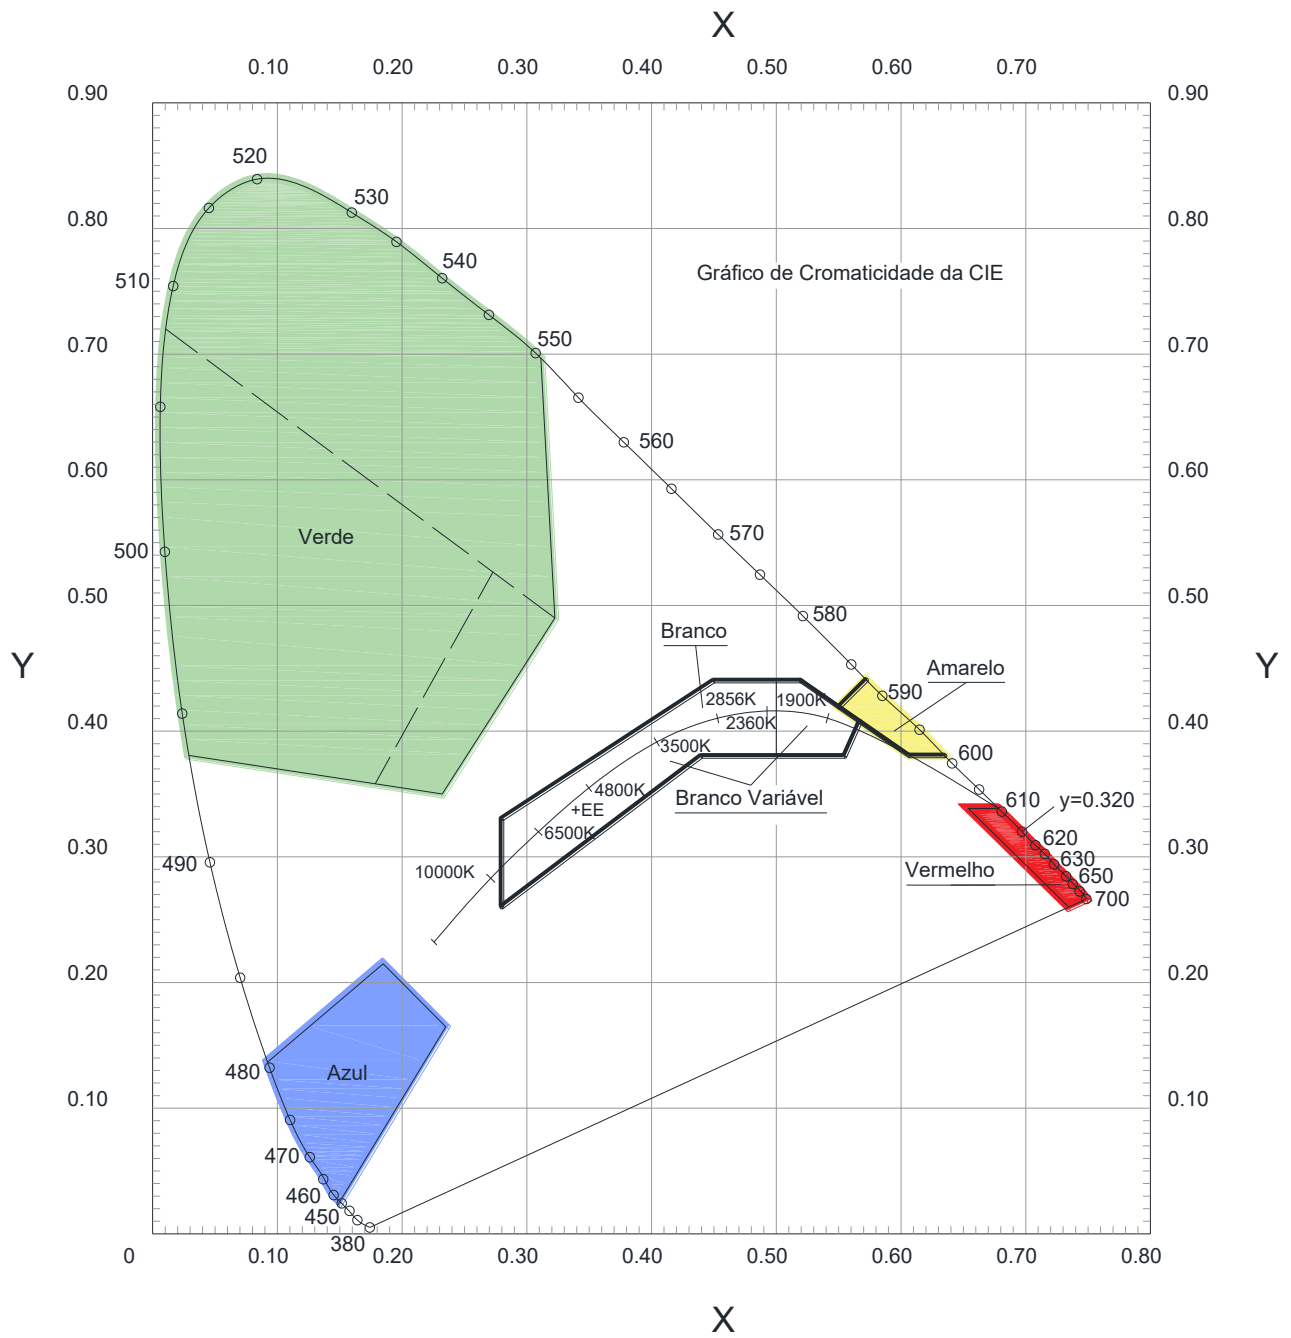 X
0.10 0.20 0.30 0.40 0.50 0.60 0.70
0.90 0.90
520
530
0.80 0.80
540
Gráfico de Cromaticidade da CIE
510
550
0.70 0.70
560
0.60 0.60
570
Verde
500
0.50 0.50
580
Branco
Y Y
Amarelo
590
2856K 1900K
0.40 2360K 0.40
3500K
600
4800K
Branco Variável
610 y=0.320
+EE
6500K
620
0.30 0.30
630
490
Vermelho
10000K
650
700
0.20 0.20
480 Azul
0.10 0.10
470
460
450
380
0 0.10 0.20 0.30 0.40 0.50 0.60 0.70 0.80
X